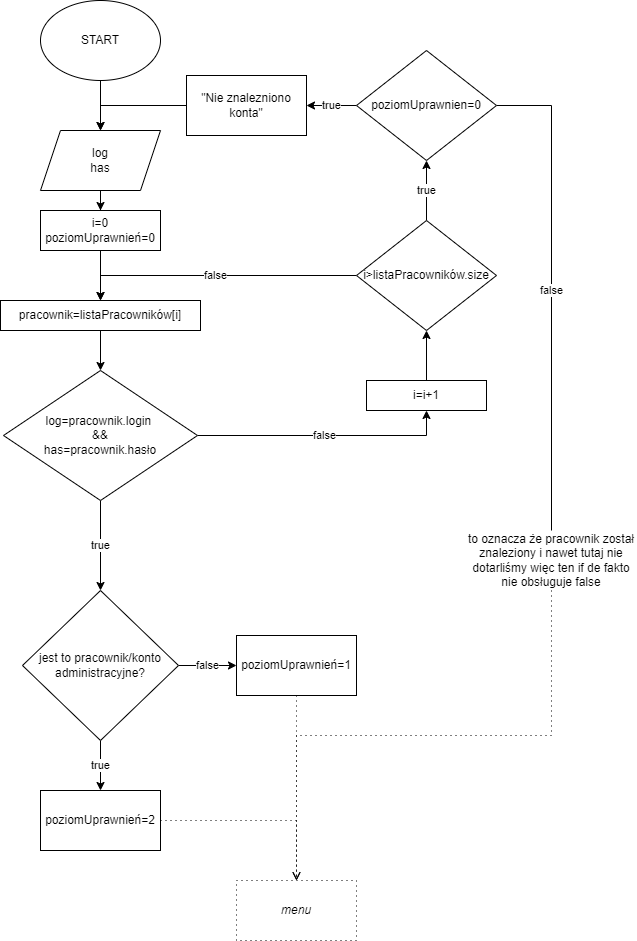 START
"Nie znalezniono
konta"
true
poziomUprawnien=0
log
has
true
i=0
poziomUprawnień=0
false
i>listaPracowników.size
false
pracownik=listaPracowników[i]
i=i+1
log=pracownik.login
&&
has=pracownik.hasło
false
true
to oznacza że pracownik został
znaleziony i nawet tutaj nie
dotarliśmy więc ten if de fakto
nie obsługuje false
jest to pracownik/konto
administracyjne?
false
poziomUprawnień=1
true
poziomUprawnień=2
menu